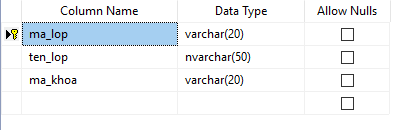 Column Name Data Type Allow Nulls
ma_lop varchar(20)
ten_lop nvarchar(50)
ma_khoa varchar(20)